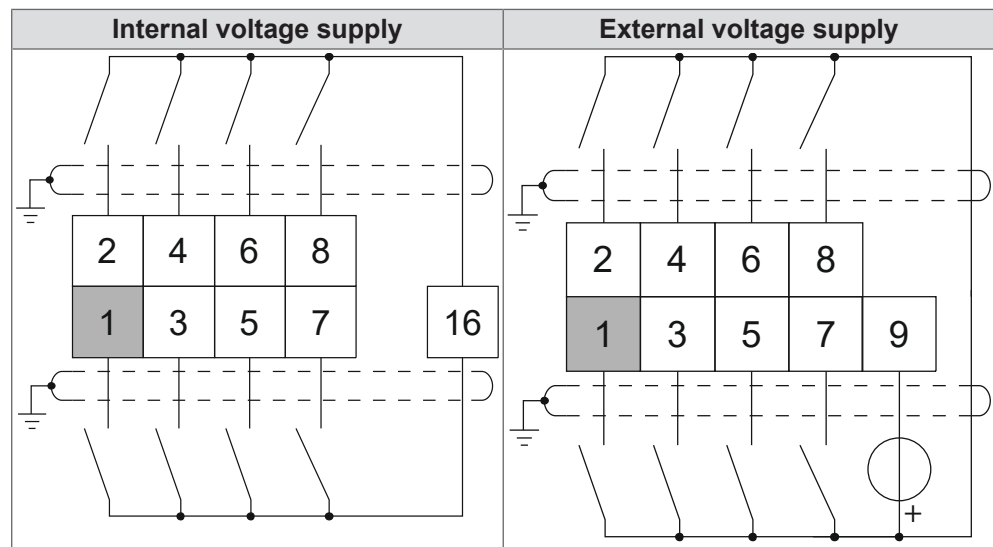 Internal voltage supply
External voltage supply
2 4 6 8
1 3 5 7 16
2 4 6 8
1 3 5 7 9
+